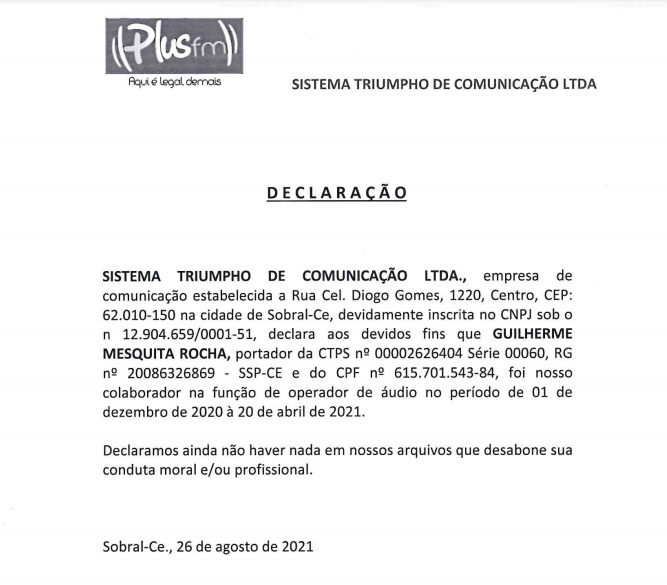 Plusfm
Aqui é legal demais
SISTEMA TRIUMPHO DE COMUNICAÇÃO LTDA
DECLARAÇÃO
SISTEMA TRIUMPHO DE COMUNICAÇÃO LTDA., empresa de
comunicação estabelecida a Rua Cel. Diogo Gomes, 1220, Centro, CEP:
62.010-150 na cidade de Sobral-Ce, devidamente inscrita no CNPJ sob o
n 12.904.659/0001-51, declara aos devidos fins que GUILHERME
MESQUITA ROCHA, portador da CTPS nº 00002626404 Série 00060, RG
nº 20086326869 - SSP-CE e do CPF nº 615.701.543-84, foi nosso
colaborador na função de operador de áudio no período de 01 de
dezembro de 2020 à 20 de abril de 2021.
Declaramos ainda não haver nada em nossos arquivos que desabone sua
conduta moral e/ou profissional.
Sobral-Ce., 26 de agosto de 2021